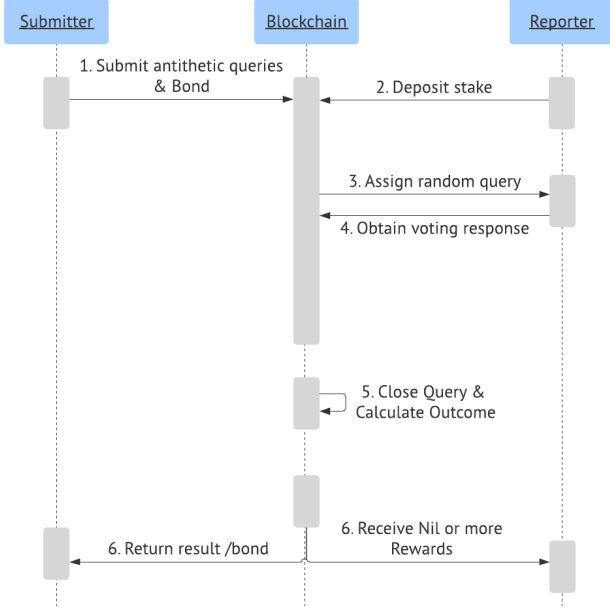 Submitter
Blockchain
Reporter
1. Submit antithetic queries
& Bond
2. Deposit stake
3. Assign random query
4. Obtain voting response
5. Close Query &
Calculate Outcome
6. Return result /bond
6. Receive Nil or more
Rewards